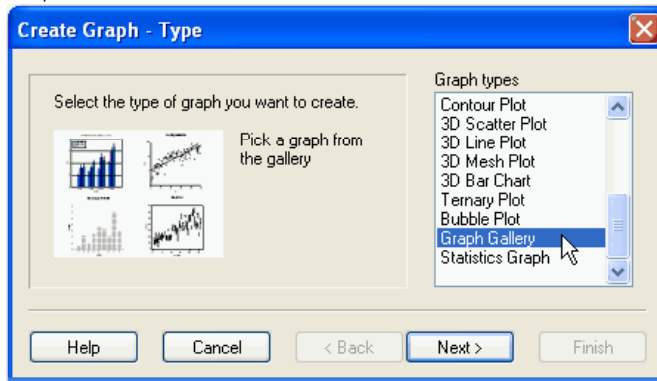 Create Graph - Type
Select the type of graph you want to create.
Pick a graph from
the gallery
Graph types
Contour Plot
3D Scatter Plot
3D Line Plot
3D Mesh Plot
3D Bar Chart
Ternary Plot
Bubble Plot
Graph Gallery
Statistics Graph
Help
Cancel
< Back
Next >
Finish